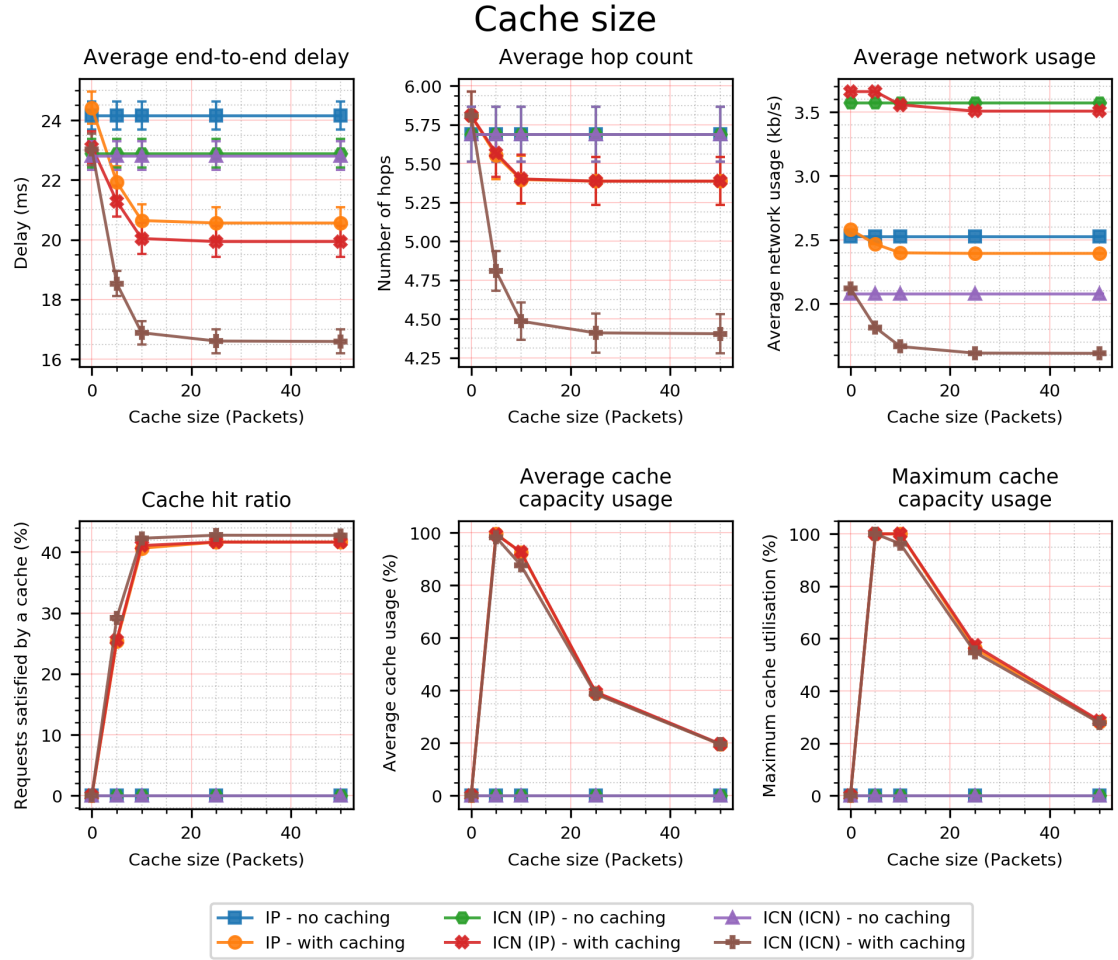 Cache size
Average end-to-end delay
Average hop count
Average network usage
Delay (ms)
24
22
20
18
16
0
20
40
Cache size (Packets)
Number of hops
6.00
5.75
5.50
5.25
5.00
4.75
4.50
4.25
0
20
40
Cache size (Packets)
Average network usage (kb/s)
3.5
3.0
2.5
2.0
0
20
40
Cache size (Packets)
Cache hit ratio
Average cache
capacity usage
Maximum cache
capacity usage
Requests satisfied by a cache (%)
40
30
20
10
0
0
20
40
Cache size (Packets)
Average cache usage (%)
100
80
60
40
20
0
0
20
40
Cache size (Packets)
Maximum cache utilisation (%)
100
80
60
40
20
0
0
20
40
Cache size (Packets)
IP - no caching
ICN (IP) - no caching
ICN (ICN) - no caching
IP - with caching
ICN (IP) - with caching
ICN (ICN) - with caching